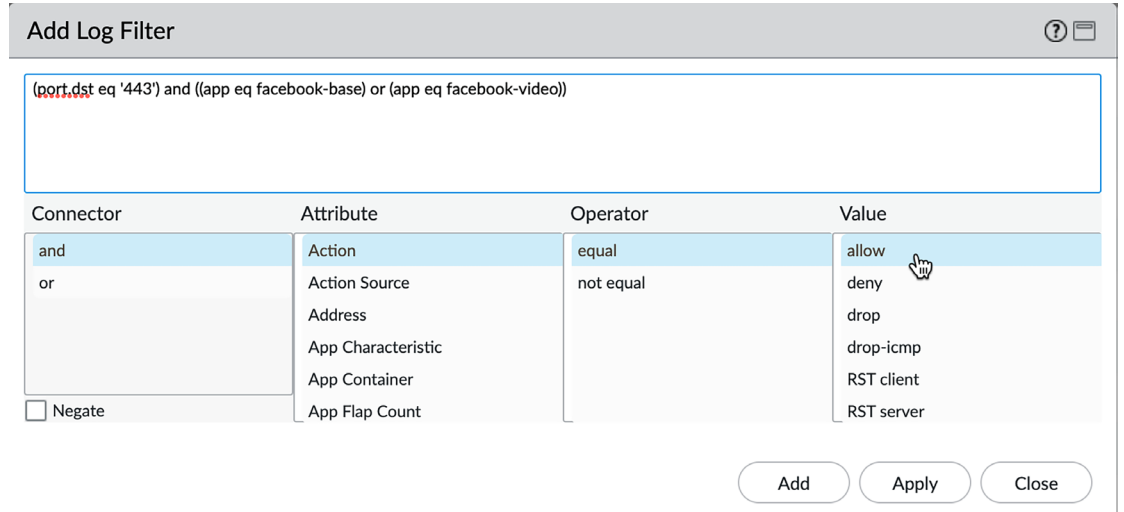 Add Log Filter
(port.dst eq '443') and ((app eq facebook-base) or (app eq facebook-video))
Connector Attribute Operator Value
and Action equal allow
or Action Source not equal deny
Address drop
App Characteristic drop-icmp
App Container RST client
Negate App Flap Count RST server
Add Apply Close